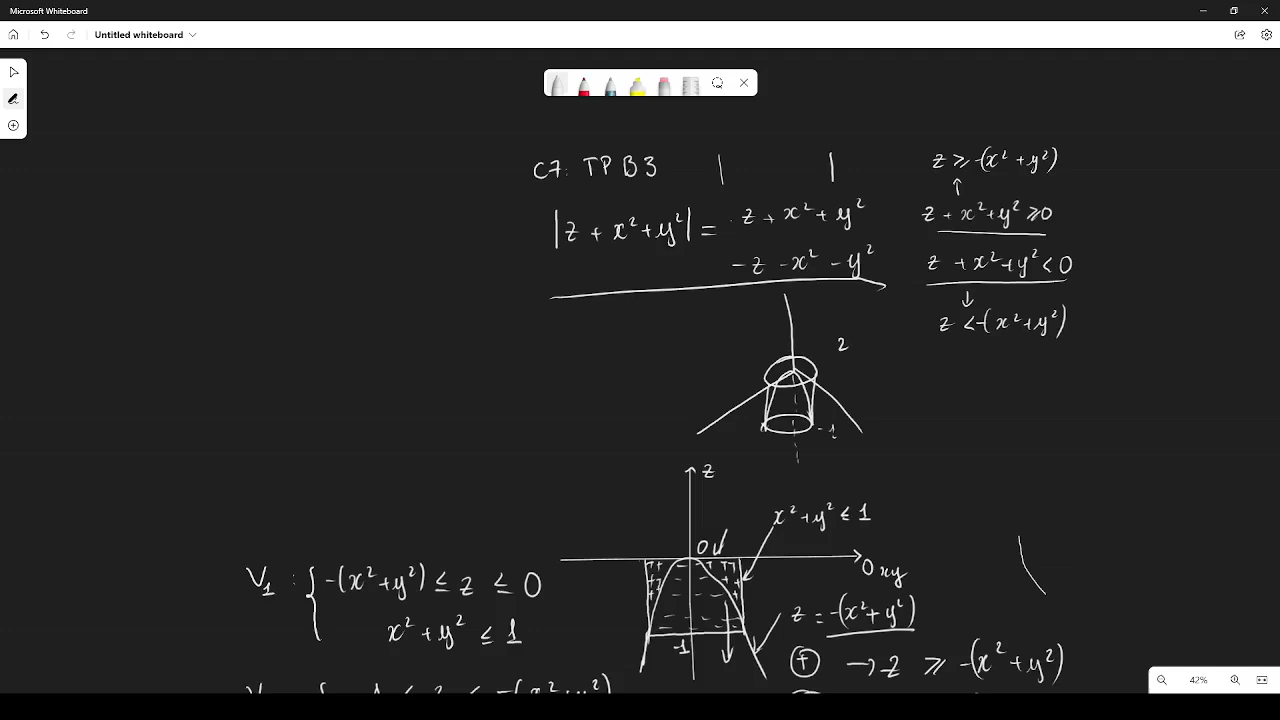 Microsoft Whiteboard
Untitled whiteboard
C7: TP B3
|z + x² + y²| = z + x² + y²
- z - x² - y²
z ≥ -(x² + y²)
↑
z + x² + y² ≥ 0
z + x² + y² < 0
↓
z < -(x² + y²)
2
-1
z
x² + y² ≤ 1
0
0xy
V₁ : { -(x² + y²) ≤ z ≤ 0
x² + y² ≤ 1
-1
z = -(x² + y²)
(+) → z ≥ -(x² + y²)
42%